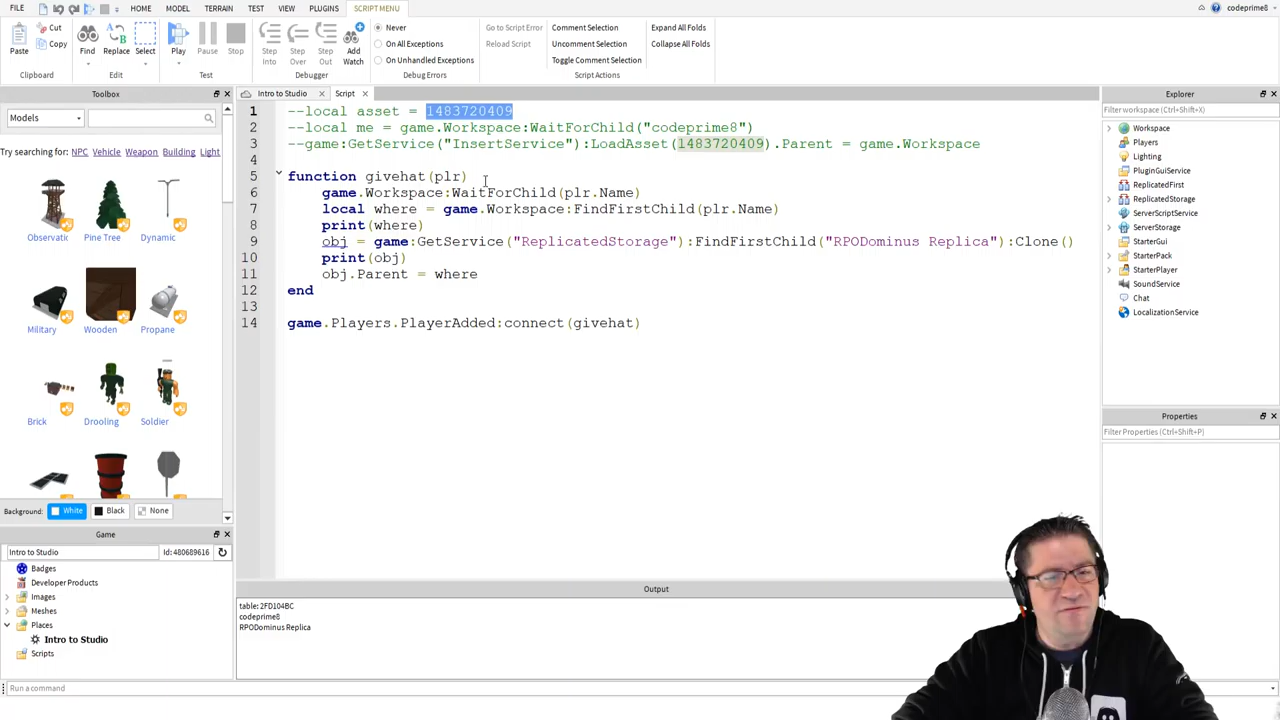 FILE
HOME
MODEL
TERRAIN
TEST
VIEW
PLUGINS
SCRIPT MENU
codeprime8
Paste
Cut
Copy
Clipboard
Find
Replace
Select
Edit
Play
Pause
Stop
Test
Step Into
Step Over
Step Out
Add Watch
Debugger
Never
On All Exceptions
On Unhandled Exceptions
Debug Errors
Go to Script Error
Reload Script
Comment Selection
Uncomment Selection
Toggle Comment Selection
Script Actions
Expand All Folds
Collapse All Folds
Toolbox
Models
Try searching for: NPC Vehicle Weapon Building Light
Observatic
Pine Tree
Dynamic
Military
Wooden
Propane
Brick
Drooling
Soldier
Background: White Black None
Game
Intro to Studio
Id: 480689616
Badges
Developer Products
Images
Meshes
Places
Intro to Studio
Scripts
Run a command
Intro to Studio
Script
1 --local asset = 1483720409
2 --local me = game.Workspace:WaitForChild("codeprime8")
3 --game:GetService("InsertService"):LoadAsset(1483720409).Parent = game.Workspace
4
5 function givehat(plr)
6 game.Workspace:WaitForChild(plr.Name)
7 local where = game.Workspace:FindFirstChild(plr.Name)
8 print(where)
9 obj = game:GetService("ReplicatedStorage"):FindFirstChild("RPODominus Replica"):Clone()
10 print(obj)
11 obj.Parent = where
12 end
13
14 game.Players.PlayerAdded:connect(givehat)
Output
table: 2FD104BC
codeprime8
RPODominus Replica
Explorer
Filter workspace (Ctrl+Shift+X)
Workspace
Players
Lighting
PluginGuiService
ReplicatedFirst
ReplicatedStorage
ServerScriptService
ServerStorage
StarterGui
StarterPack
StarterPlayer
SoundService
Chat
LocalizationService
Properties
Filter Properties (Ctrl+Shift+P)